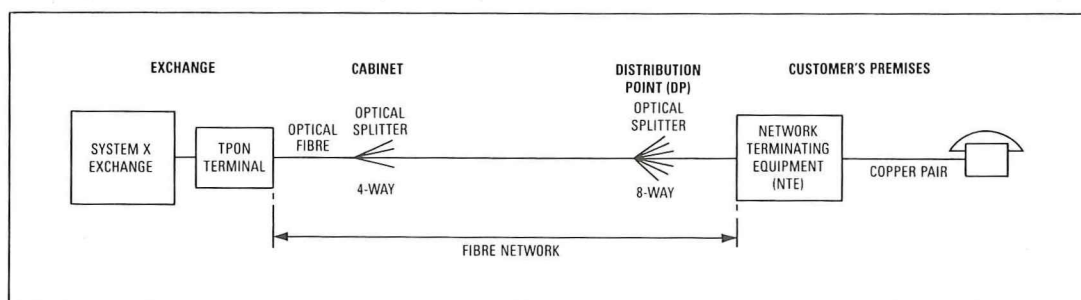 EXCHANGE
CABINET
DISTRIBUTION
POINT (DP)
CUSTOMER'S PREMISES
SYSTEM X
EXCHANGE
TPON
TERMINAL
OPTICAL
FIBRE
OPTICAL
SPLITTER
4-WAY
OPTICAL
SPLITTER
8-WAY
NETWORK
TERMINATING
EQUIPMENT
(NTE)
COPPER PAIR
FIBRE NETWORK